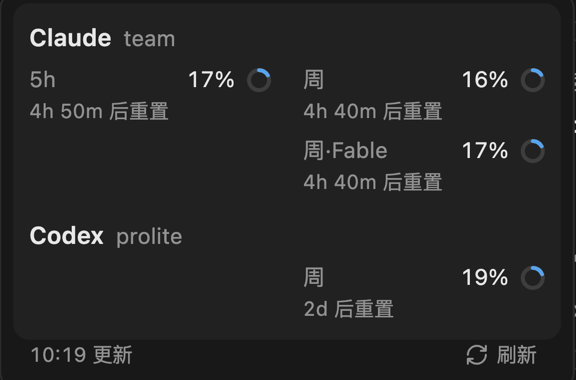 Claude team
5h 17% 周 16%
4h 50m 后重置 4h 40m 后重置
周·Fable 17%
4h 40m 后重置
Codex prolite
周 19%
2d 后重置
10:19 更新 刷新